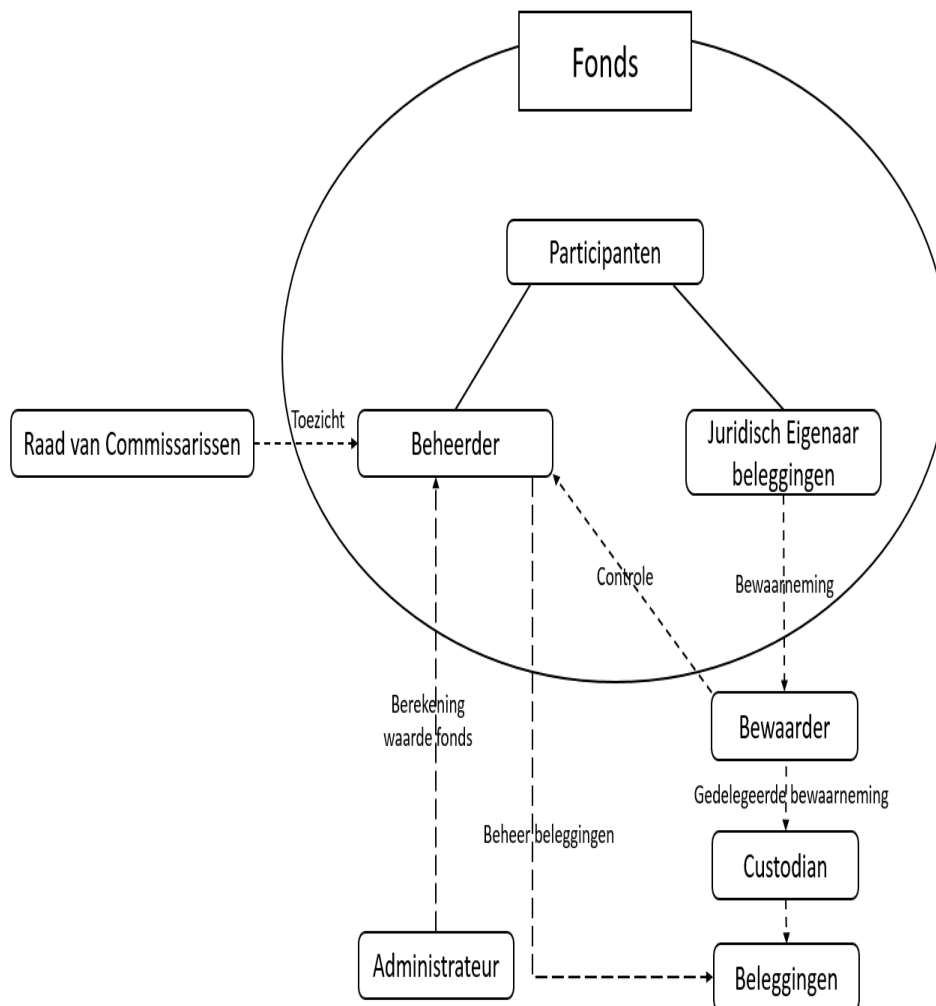 Fonds
Participanten
Toezicht
Raad van Commissarissen
Beheerder
Juridisch Eigenaar
beleggingen
Controle
Bewaarneming
Berekening
waarde fonds
Bewaarder
Gedelegeerde bewaarneming
Beheer beleggingen
Custodian
Administrateur
Beleggingen